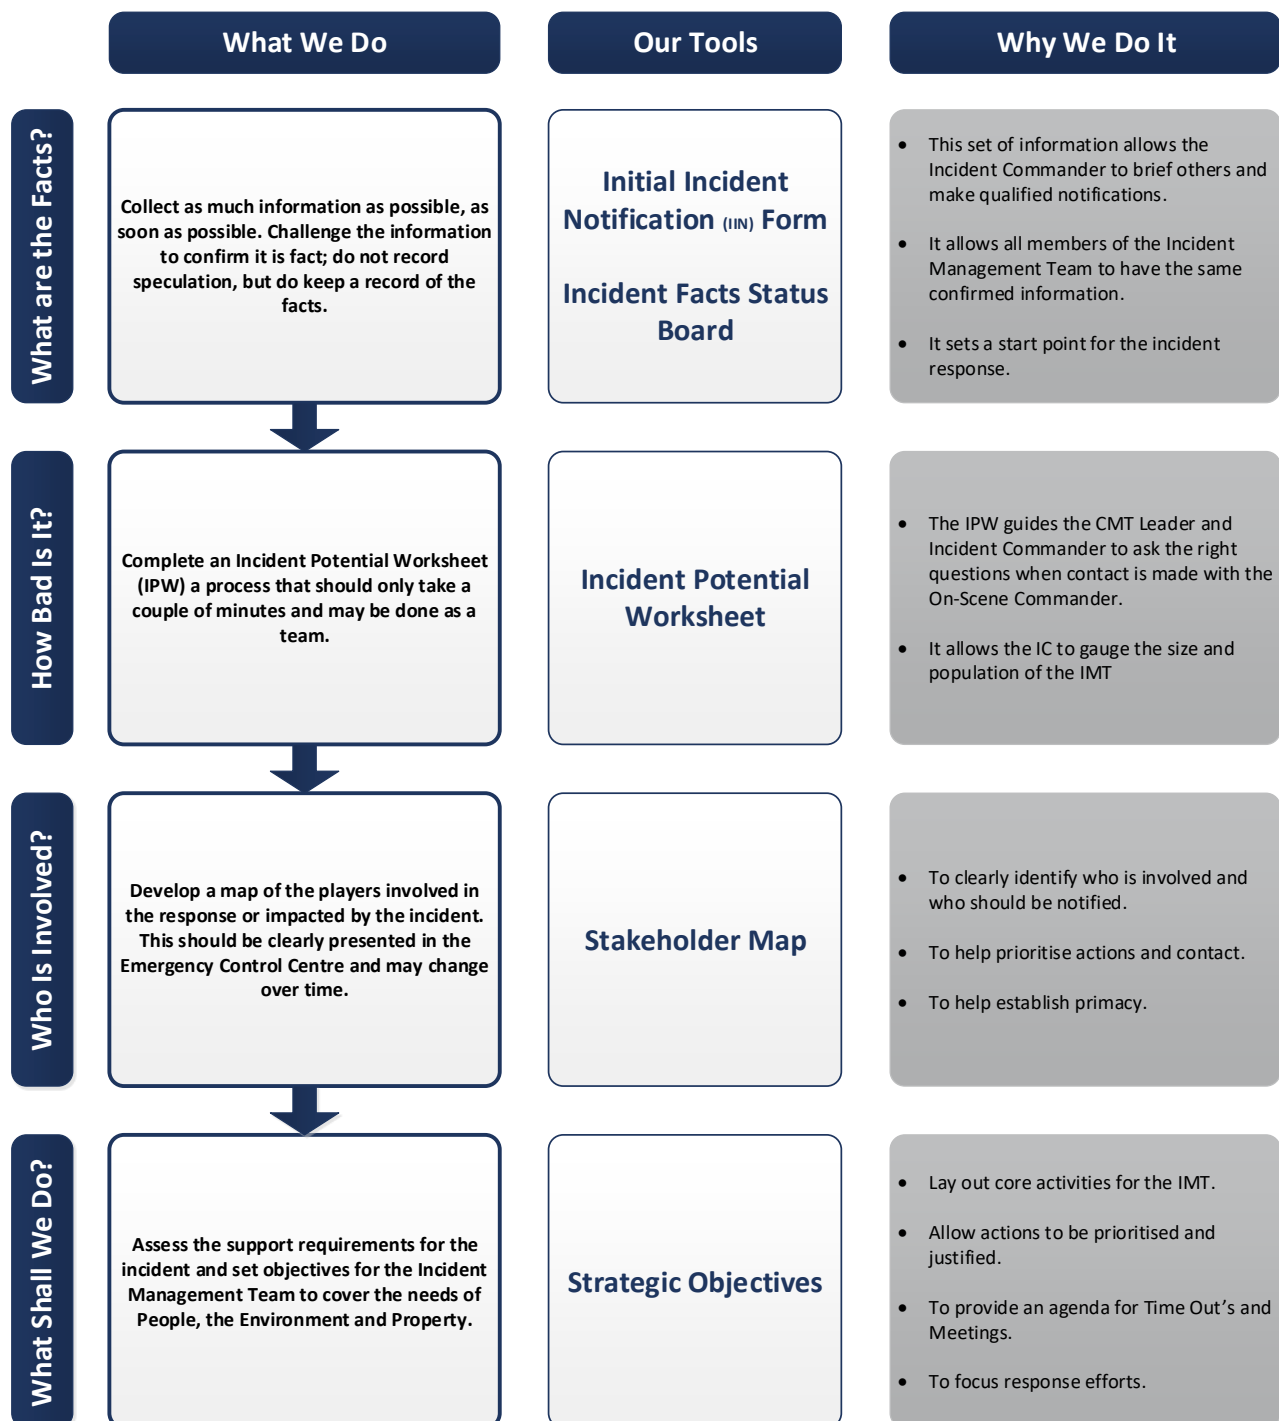 What We Do
Our Tools
Why We Do It
What are the Facts?
Collect as much information as possible, as
soon as possible. Challenge the information
to confirm it is fact; do not record
speculation, but do keep a record of the
facts.
Initial Incident
Notification (IIN) Form
Incident Facts Status
Board
• This set of information allows the
Incident Commander to brief others and
make qualified notifications.
• It allows all members of the Incident
Management Team to have the same
confirmed information.
• It sets a start point for the incident
response.
How Bad Is It?
Complete an Incident Potential Worksheet
(IPW) a process that should only take a
couple of minutes and may be done as a
team.
Incident Potential
Worksheet
• The IPW guides the CMT Leader and
Incident Commander to ask the right
questions when contact is made with the
On-Scene Commander.
• It allows the IC to gauge the size and
population of the IMT
Who Is Involved?
Develop a map of the players involved in
the response or impacted by the incident.
This should be clearly presented in the
Emergency Control Centre and may change
over time.
Stakeholder Map
• To clearly identify who is involved and
who should be notified.
• To help prioritise actions and contact.
• To help establish primacy.
What Shall We Do?
Assess the support requirements for the
incident and set objectives for the Incident
Management Team to cover the needs of
People, the Environment and Property.
Strategic Objectives
• Lay out core activities for the IMT.
• Allow actions to be prioritised and
justified.
• To provide an agenda for Time Out's and
Meetings.
• To focus response efforts.